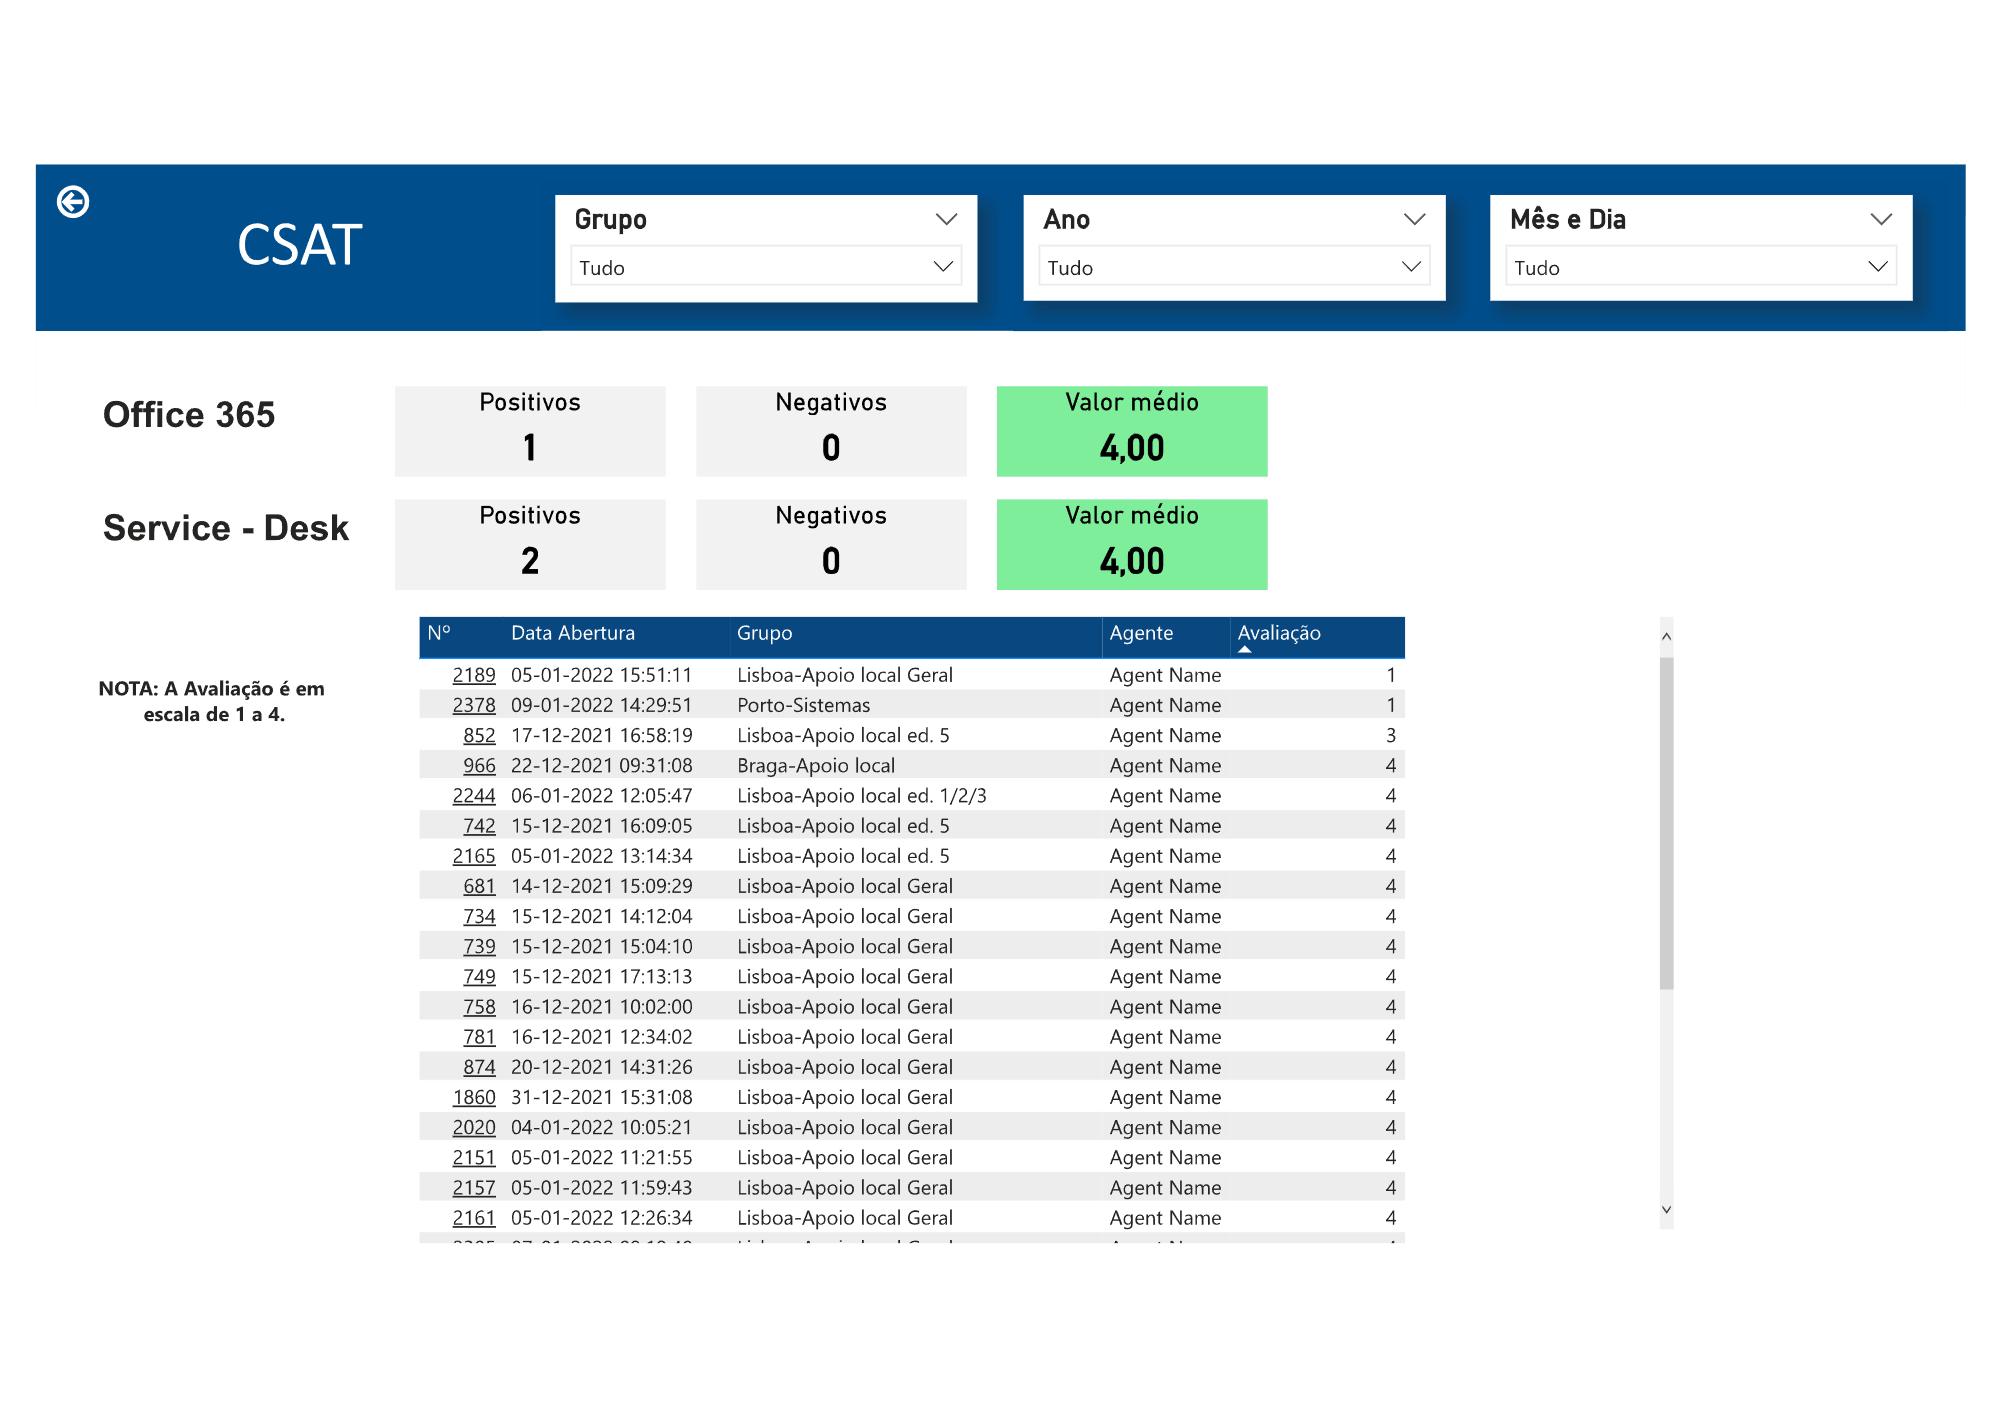 CSAT
Grupo
Tudo
Ano
Tudo
Mês e Dia
Tudo
Office 365
Positivos
1
Negativos
0
Valor médio
4,00
Service - Desk
Positivos
2
Negativos
0
Valor médio
4,00
NOTA: A Avaliação é em
escala de 1 a 4.
Nº Data Abertura Grupo Agente Avaliação
2189 05-01-2022 15:51:11 Lisboa-Apoio local Geral Agent Name 1
2378 09-01-2022 14:29:51 Porto-Sistemas Agent Name 1
852 17-12-2021 16:58:19 Lisboa-Apoio local ed. 5 Agent Name 3
966 22-12-2021 09:31:08 Braga-Apoio local Agent Name 4
2244 06-01-2022 12:05:47 Lisboa-Apoio local ed. 1/2/3 Agent Name 4
742 15-12-2021 16:09:05 Lisboa-Apoio local ed. 5 Agent Name 4
2165 05-01-2022 13:14:34 Lisboa-Apoio local ed. 5 Agent Name 4
681 14-12-2021 15:09:29 Lisboa-Apoio local Geral Agent Name 4
734 15-12-2021 14:12:04 Lisboa-Apoio local Geral Agent Name 4
739 15-12-2021 15:04:10 Lisboa-Apoio local Geral Agent Name 4
749 15-12-2021 17:13:13 Lisboa-Apoio local Geral Agent Name 4
758 16-12-2021 10:02:00 Lisboa-Apoio local Geral Agent Name 4
781 16-12-2021 12:34:02 Lisboa-Apoio local Geral Agent Name 4
874 20-12-2021 14:31:26 Lisboa-Apoio local Geral Agent Name 4
1860 31-12-2021 15:31:08 Lisboa-Apoio local Geral Agent Name 4
2020 04-01-2022 10:05:21 Lisboa-Apoio local Geral Agent Name 4
2151 05-01-2022 11:21:55 Lisboa-Apoio local Geral Agent Name 4
2157 05-01-2022 11:59:43 Lisboa-Apoio local Geral Agent Name 4
2161 05-01-2022 12:26:34 Lisboa-Apoio local Geral Agent Name 4